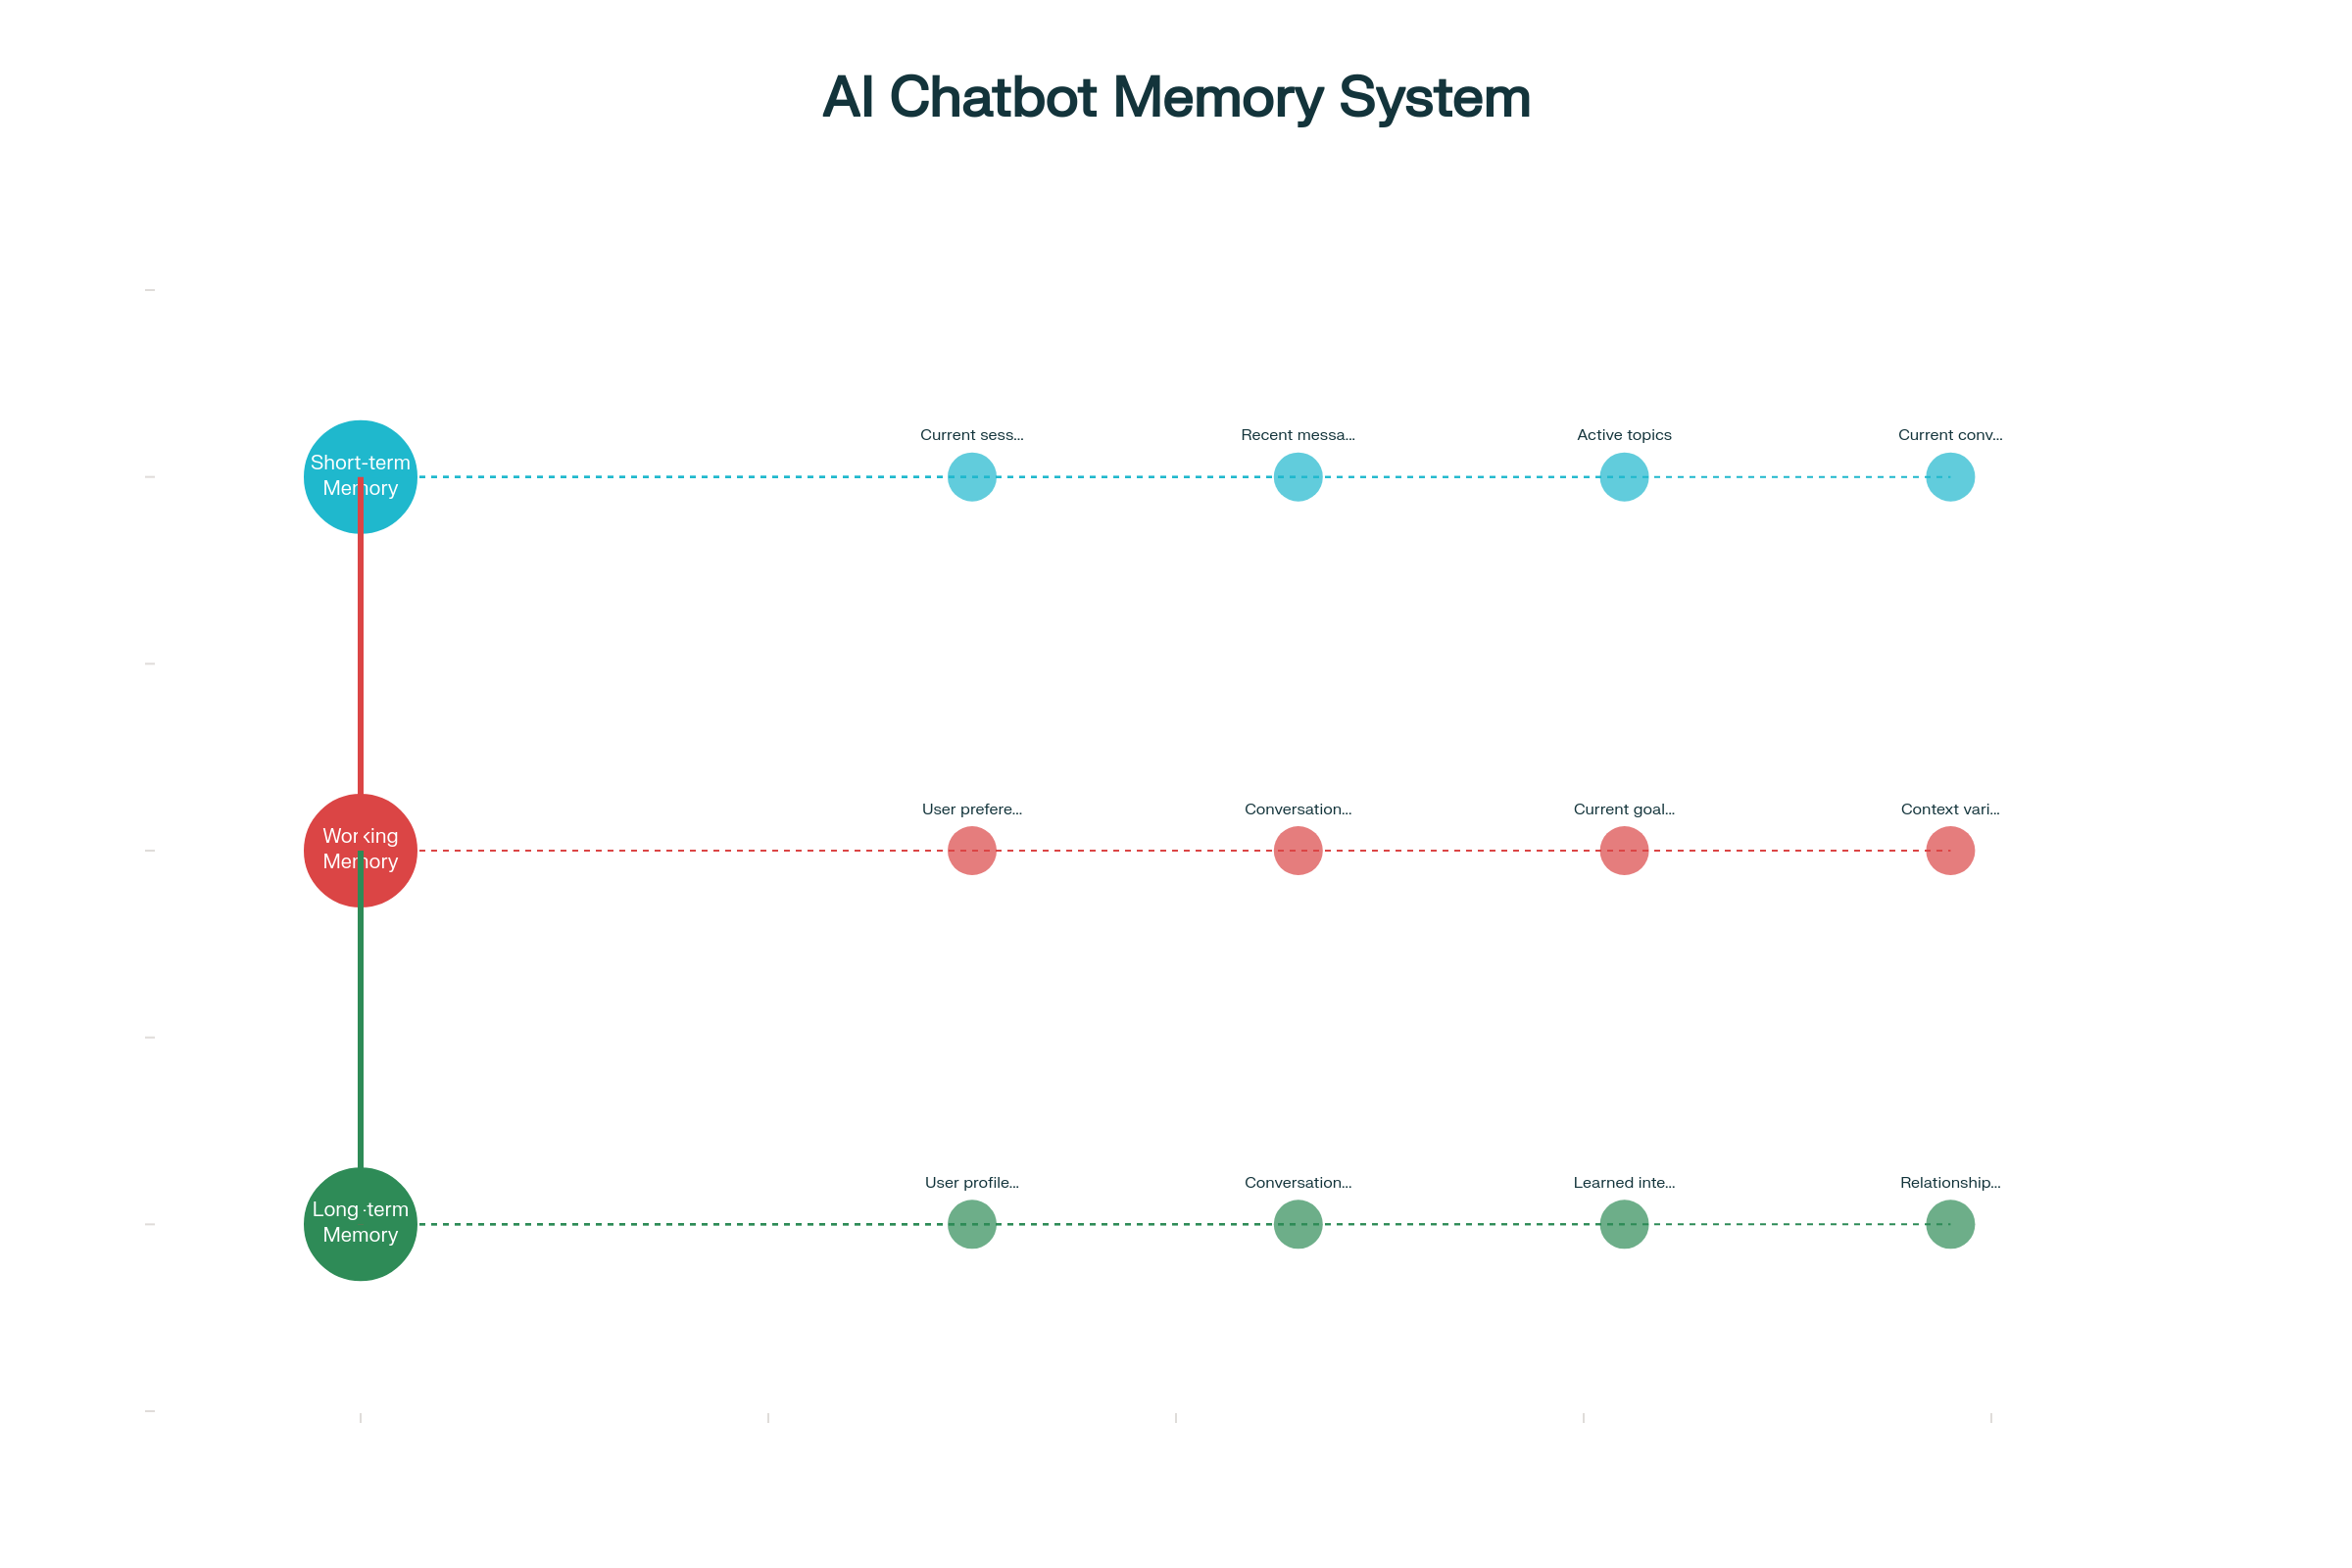 AI Chatbot Memory System
Current sess...
Recent messa...
Active topics
Current conv...
Short-term
Memory
User prefere...
Conversation...
Current goal...
Context vari...
Working
Memory
User profile...
Conversation...
Learned inte...
Relationship...
Long-term
Memory